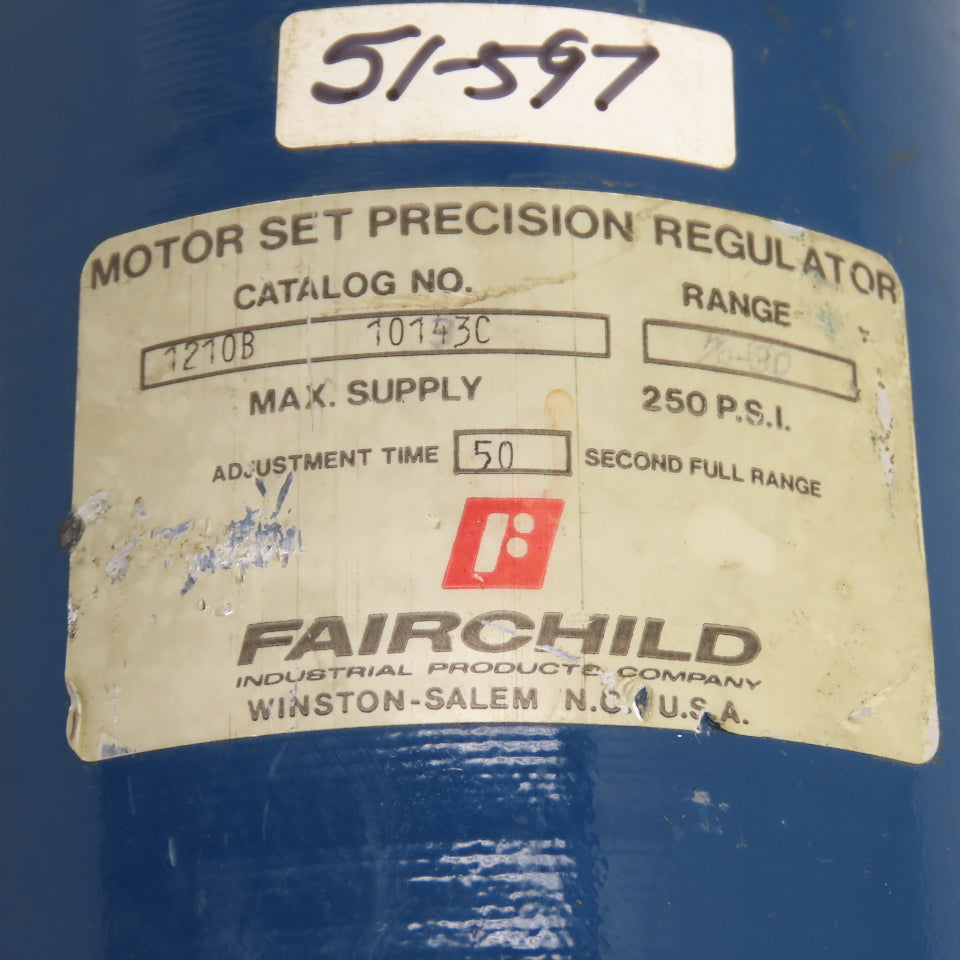 51-597
MOTOR SET PRECISION REGULATOR
CATALOG NO. RANGE
1210B 10143C
MAX. SUPPLY 250 P.S.I.
ADJUSTMENT TIME 50 SECOND FULL RANGE
FAIRCHILD
INDUSTRIAL PRODUCTS COMPANY
WINSTON-SALEM N.C. U.S.A.